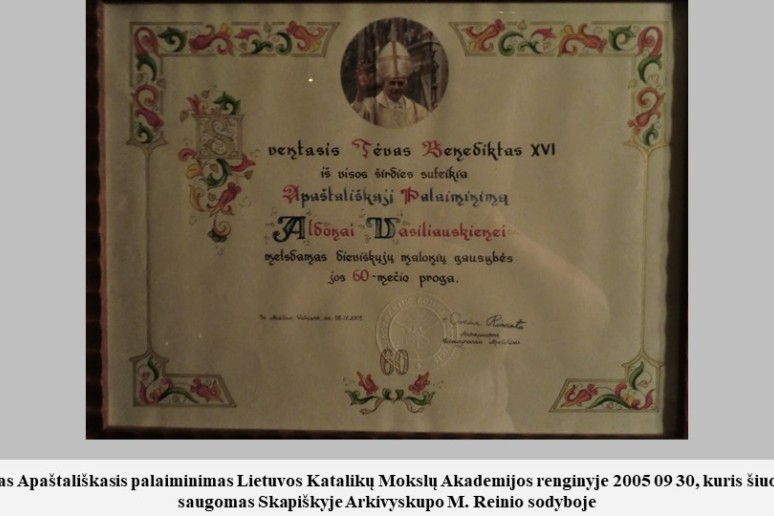 Šventasis Tėvas Benediktas XVI
iš visos širdies suteikia
Apaštališkąjį Palaiminimą
Aldonai Vasiliauskienei
melsdamas dieviškųjų malonių gausybės
jos 60-mečio proga.
60
as Apaštališkasis palaiminimas Lietuvos Katalikų Mokslų Akademijos renginyje 2005 09 30, kuris šiuo
saugomas Skapiškyje Arkivyskupo M. Reinio sodyboje